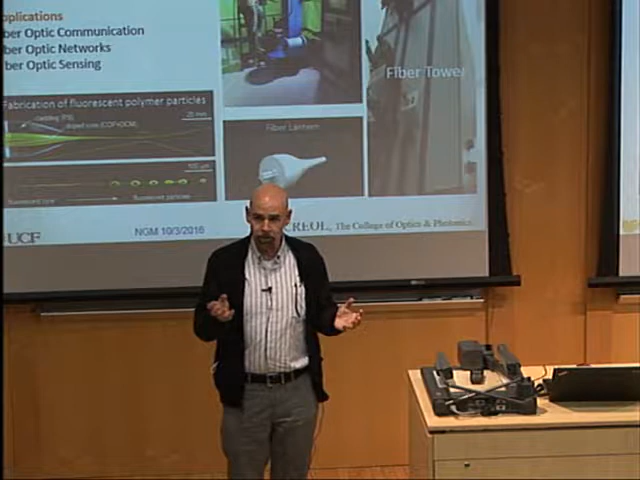 pplications
ber Optic Communication
ber Optic Networks
er Optic Sensing
Fiber Tower
Fabrication of fluorescent polymer particles
Fiber Lantern
UCF
NGM 10/3/2016
CREOL, The College of Optics & Photonics